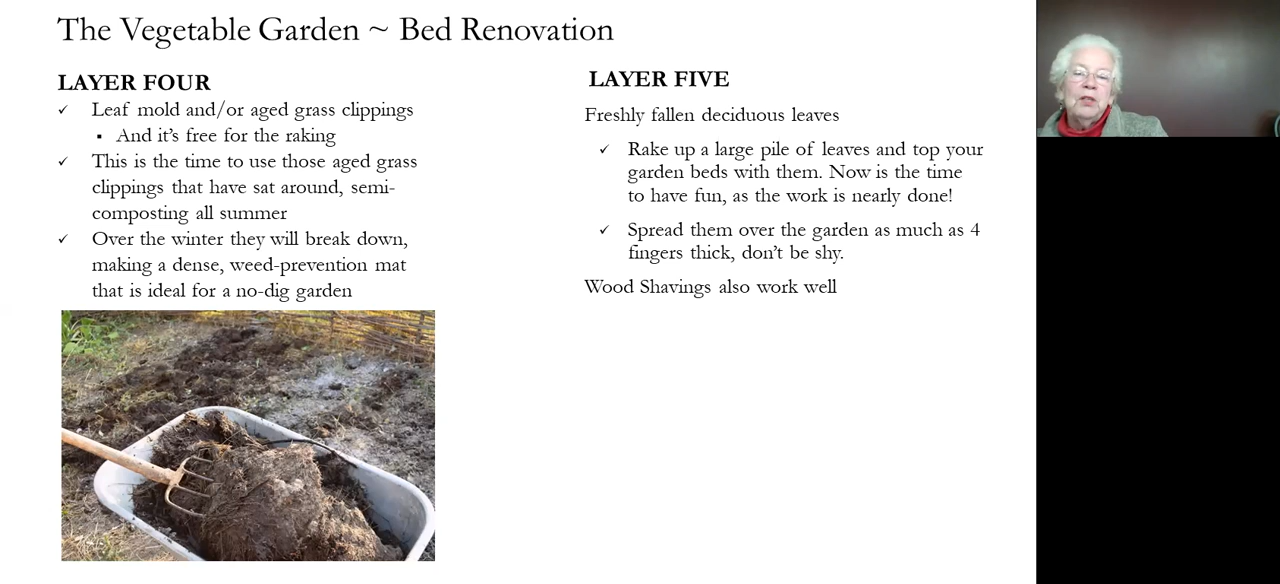 The Vegetable Garden ~ Bed Renovation
LAYER FOUR
✓ Leaf mold and/or aged grass clippings
▪ And it's free for the raking
✓ This is the time to use those aged grass
clippings that have sat around, semi-
composting all summer
✓ Over the winter they will break down,
making a dense, weed-prevention mat
that is ideal for a no-dig garden
LAYER FIVE
Freshly fallen deciduous leaves
✓ Rake up a large pile of leaves and top your
garden beds with them. Now is the time
to have fun, as the work is nearly done!
✓ Spread them over the garden as much as 4
fingers thick, don't be shy.
Wood Shavings also work well